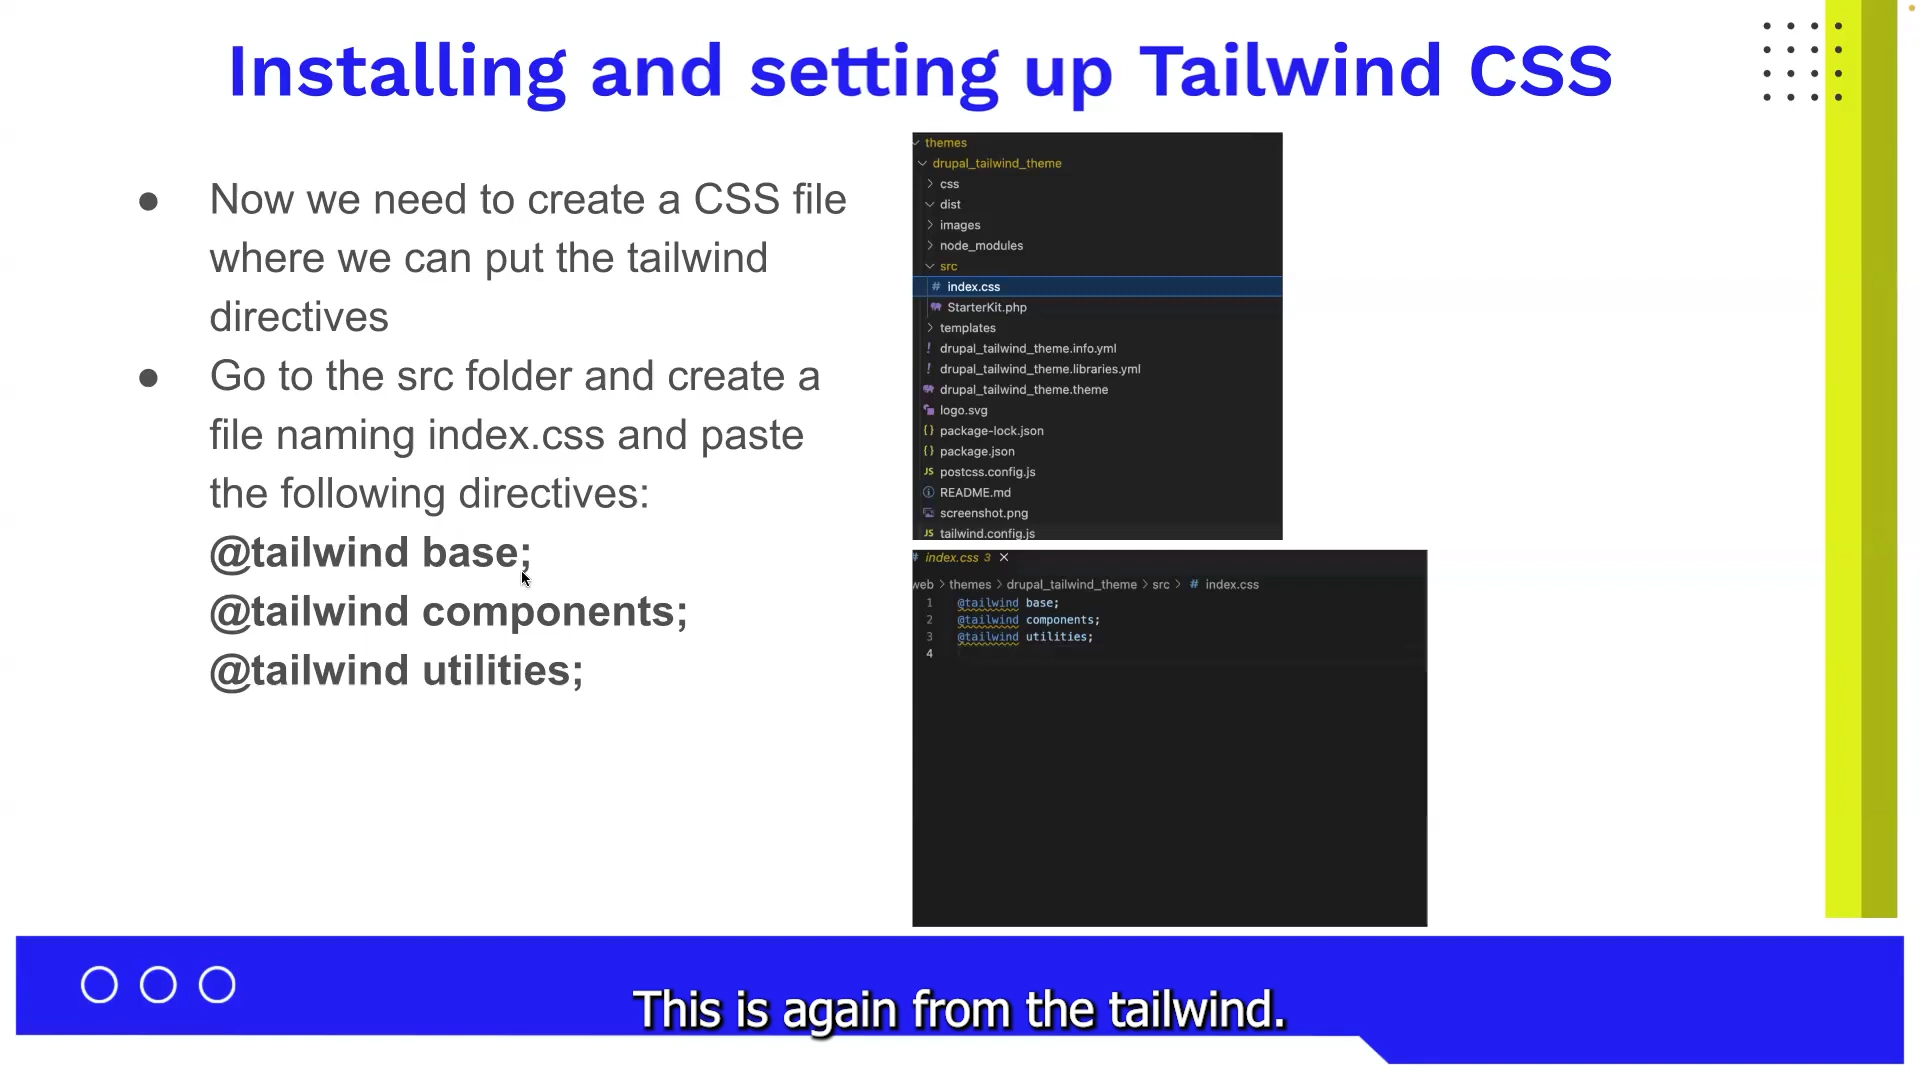 Installing and setting up Tailwind CSS
● Now we need to create a CSS file
where we can put the tailwind
directives
● Go to the src folder and create a
file naming index.css and paste
the following directives:
@tailwind base;
@tailwind components;
@tailwind utilities;
themes
drupal_tailwind_theme
css
dist
images
node_modules
src
# index.css
StarterKit.php
templates
! drupal_tailwind_theme.info.yml
! drupal_tailwind_theme.libraries.yml
drupal_tailwind_theme.theme
logo.svg
{} package-lock.json
{} package.json
JS postcss.config.js
README.md
screenshot.png
JS tailwind.config.js
# index.css 3 ×
web > themes > drupal_tailwind_theme > src > # index.css
1 @tailwind base;
2 @tailwind components;
3 @tailwind utilities;
4
This is again from the tailwind.